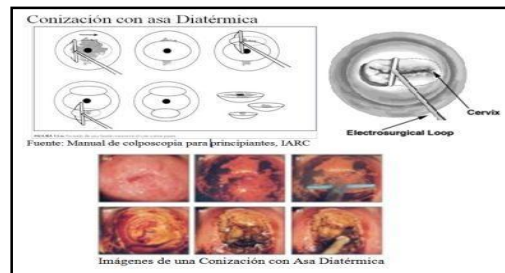 Conización con asa Diatérmica
Cervix
Electrosurgical Loop
Fuente: Manual de colposcopia para principiantes, IARC
Imágenes de una Conización con Asa Diatérmica